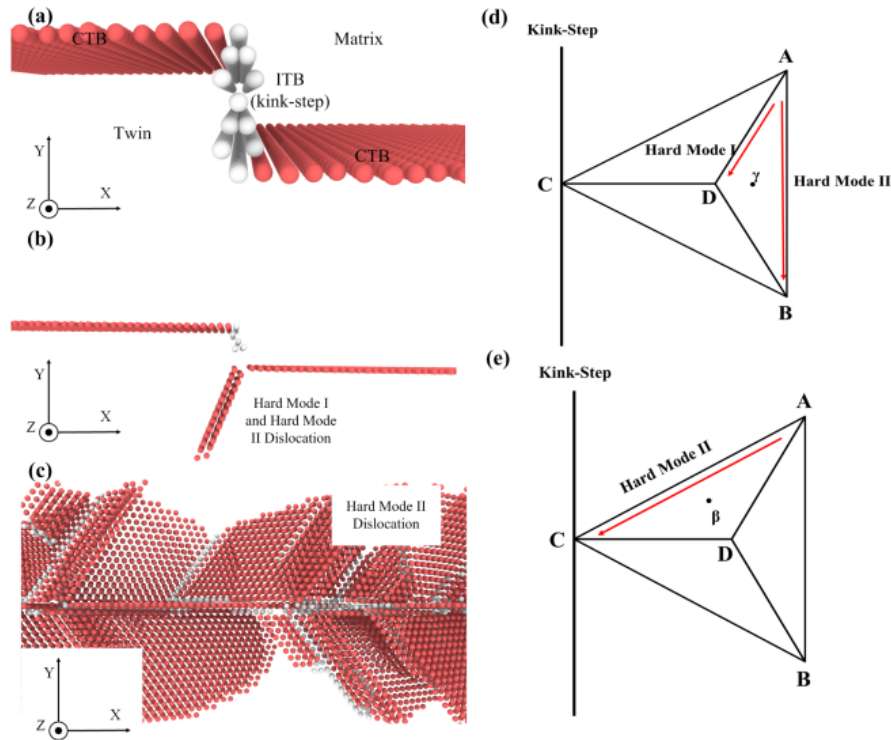 (a)
CTB
Matrix
ITB
(kink-step)
Twin
CTB
Y
Z
X
(b)
Y
Z
X
Hard Mode I
and Hard Mode
II Dislocation
(c)
Hard Mode II
Dislocation
Y
Z
X
(d)
Kink-Step
A
Hard Mode I
γ
Hard Mode II
C
D
B
(e)
Kink-Step
A
Hard Mode II
β
C
D
B